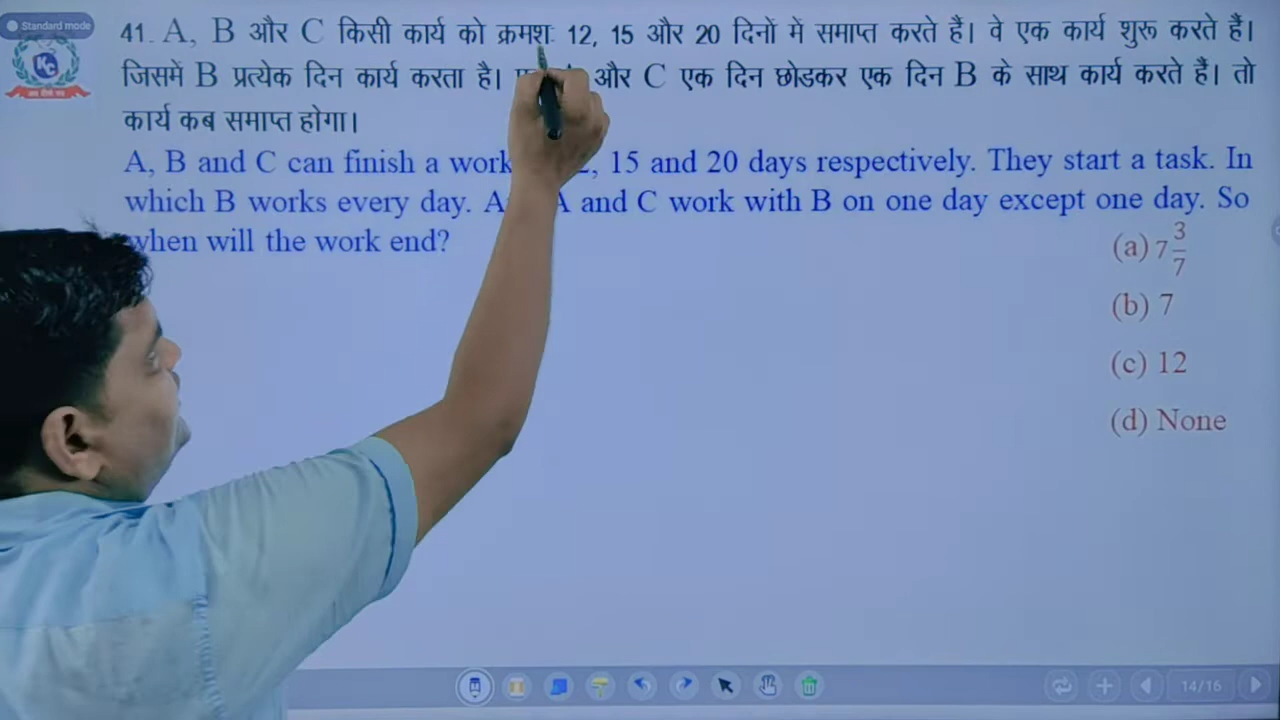 Standard mode
41. A, B और C किसी कार्य को क्रमशः 12, 15 और 20 दिनों में समाप्त करते हैं। वे एक कार्य शुरू करते हैं।
जिसमें B प्रत्येक दिन कार्य करता है। और C एक दिन छोडकर एक दिन B के साथ कार्य करते हैं। तो
कार्य कब समाप्त होगा।
A, B and C can finish a work 15 and 20 days respectively. They start a task. In
which B works every day. A and C work with B on one day except one day. So
when will the work end?
(a) 7 3/7
(b) 7
(c) 12
(d) None
14/16